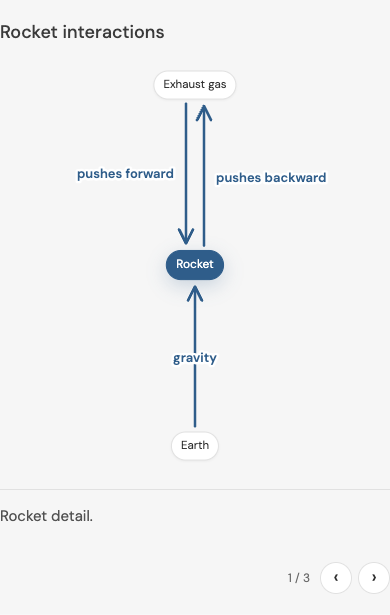 Rocket interactions
Exhaust gas
pushes forward
pushes backward
Rocket
gravity
Earth
Rocket detail.
1 / 3 ‹ ›